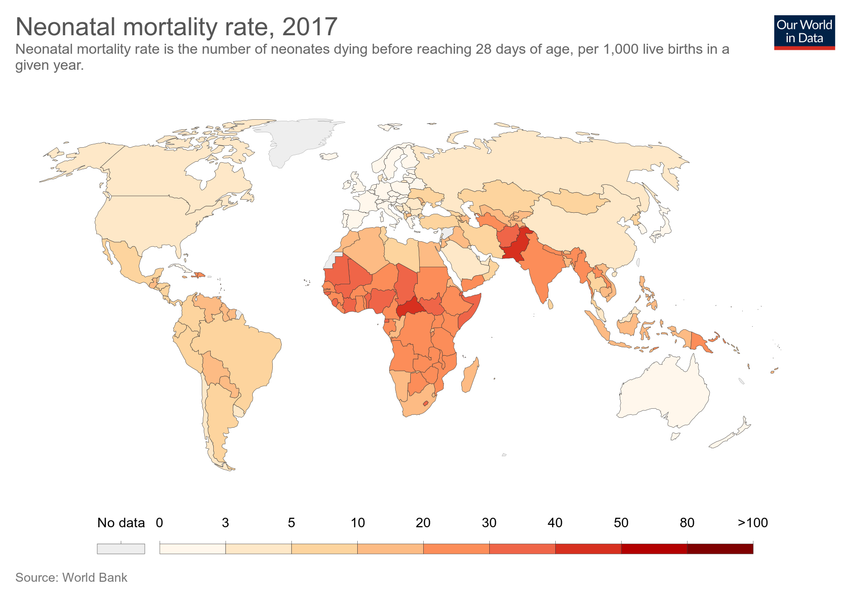 Neonatal mortality rate, 2017
Neonatal mortality rate is the number of neonates dying before reaching 28 days of age, per 1,000 live births in a
given year.
Our World
in Data
No data 0 3 5 10 20 30 40 50 80 >100
Source: World Bank